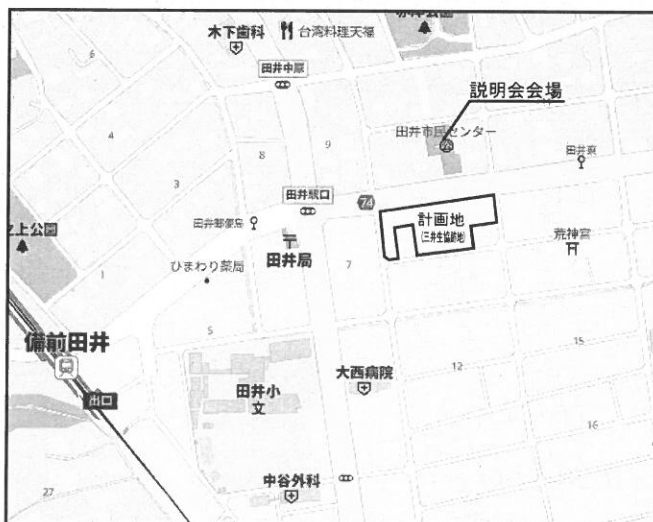 木下歯科
台湾料理天福
6
田井中原
説明会会場
4
9
田井市民センター
8
田井東
3
田井駅口
74
計画地
(三井生協跡地)
田井郵便局
之上公園
荒神宮
田井局
7
ひまわり薬局
1
5
備前田井
15
大西病院
12
出口
田井小
文
16
中谷外科
27